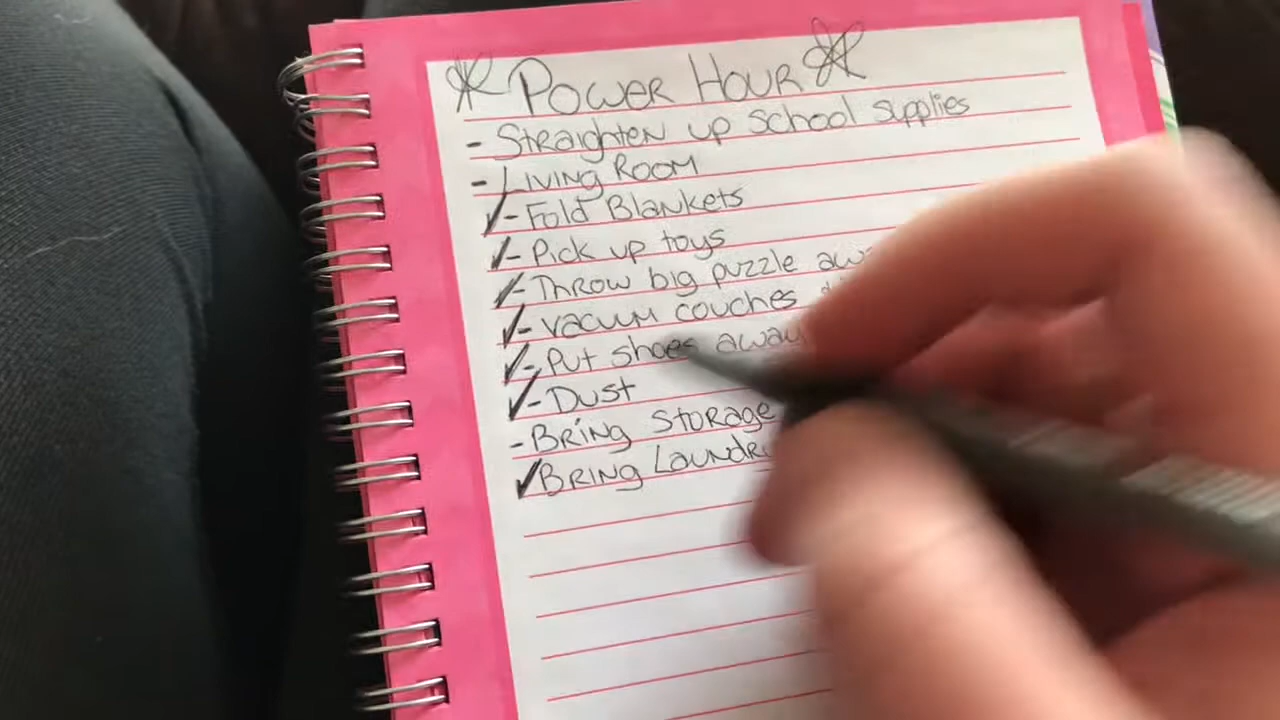 Power Hour
- Straighten up school supplies
- Living Room
- Fold Blankets
- Pick up toys
- Throw big puzzle
- vacuum couches
- Put shoes away
- Dust
- Bring Storage
Bring